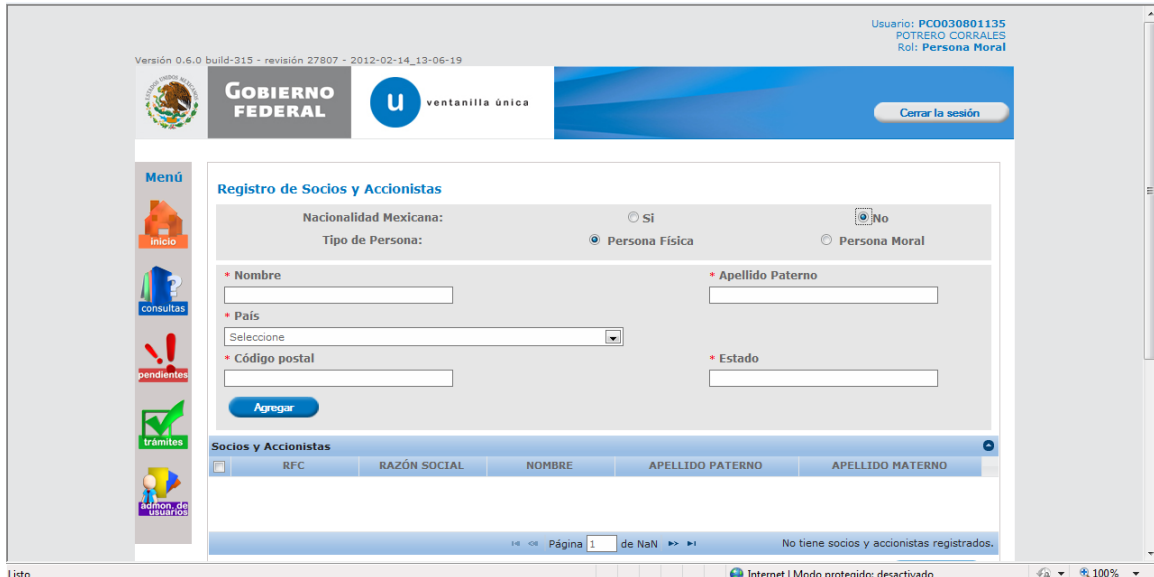 Usuario: PCO030801135
POTRERO CORRALES
Rol: Persona Moral
Versión 0.6.0 build-315 - revisión 27807 - 2012-02-14_13-06-19
GOBIERNO
FEDERAL
u ventanilla única
Cerrar la sesión
Menú
inicio
consultas
pendientes
trámites
admon. de
usuarios
Registro de Socios y Accionistas
Nacionalidad Mexicana: Si No
Tipo de Persona: Persona Física Persona Moral
* Nombre * Apellido Paterno
* País
Seleccione
* Código postal * Estado
Agregar
Socios y Accionistas
RFC RAZÓN SOCIAL NOMBRE APELLIDO PATERNO APELLIDO MATERNO
Página 1 de NaN No tiene socios y accionistas registrados.
Listo Internet | Modo protegido: desactivado 100%